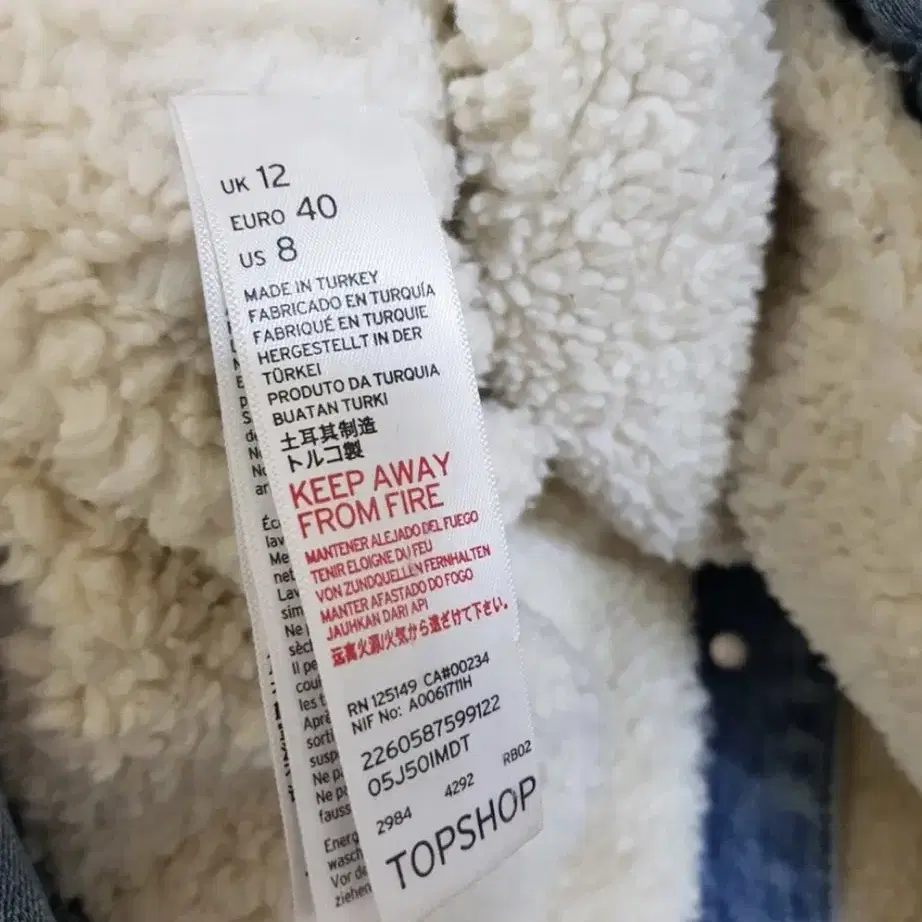 UK 12
EURO 40
US 8
MADE IN TURKEY
FABRICADO EN TURQUÍA
FABRIQUÉ EN TURQUIE
HERGESTELLT IN DER
TÜRKEI
PRODUTO DA TURQUIA
BUATAN TURKI
土耳其制造
トルコ製
KEEP AWAY
FROM FIRE
MANTENER ALEJADO DEL FUEGO
TENIR ELOIGNE DU FEU
VON ZUNDQUELLEN FERNHALTEN
MANTER AFASTADO DO FOGO
JAUHKAN DARI API
远离火源/火気から遠ざけて下さい。
RN 125149 CA#00234
NIF No: A0061711H
2260587599122
05J50IMDT
2984 4292 RB02
TOPSHOP